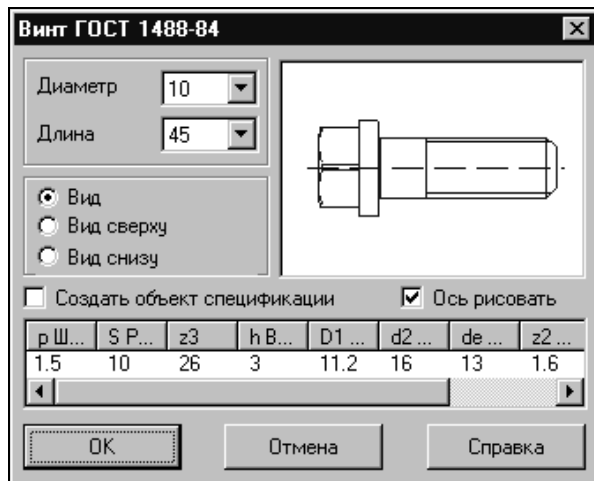 Винт ГОСТ 1488-84
Диаметр 10
Длина 45
Вид
Вид сверху
Вид снизу
Создать объект спецификации Ось рисовать
p Ш... S P... z3 h B... D1 ... d2 ... de ... z2 ...
1.5 10 26 3 11.2 16 13 1.6
OK Отмена Справка